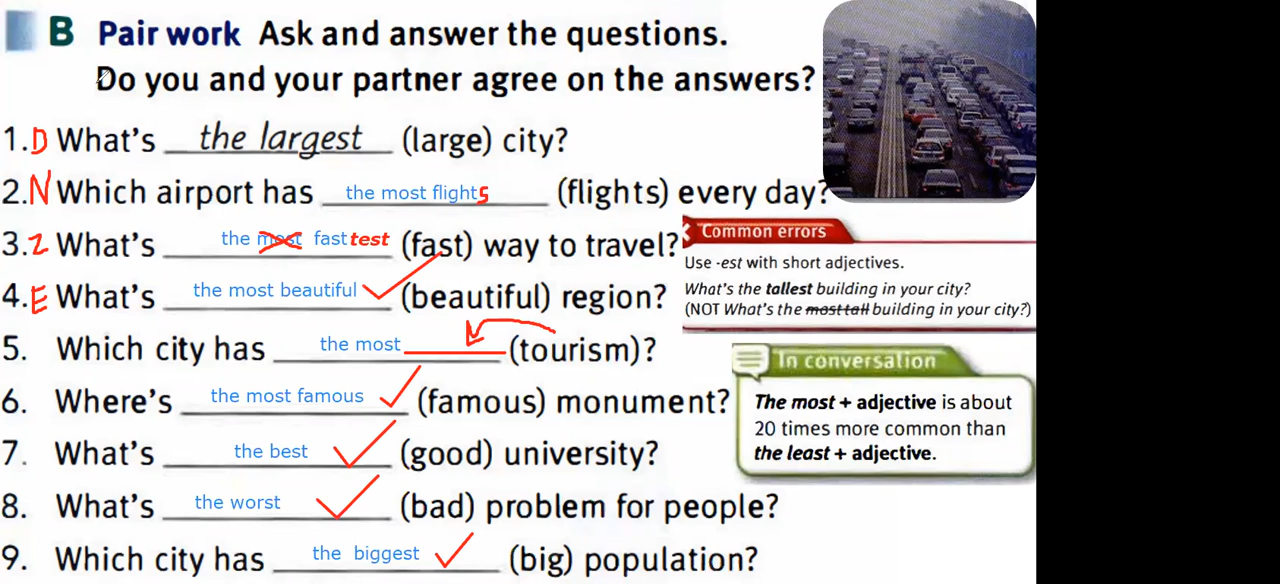 B Pair work Ask and answer the questions.
Do you and your partner agree on the answers?
1. D What's the largest (large) city?
2. N Which airport has the most flights (flights) every day?
3. Z What's the most fasttest (fast) way to travel?
4. E What's the most beautiful (beautiful) region?
5. Which city has the most (tourism)?
6. Where's the most famous (famous) monument?
7. What's the best (good) university?
8. What's the worst (bad) problem for people?
9. Which city has the biggest (big) population?
Common errors
Use -est with short adjectives.
What's the tallest building in your city?
(NOT What's the most tall building in your city?)
In conversation
The most + adjective is about
20 times more common than
the least + adjective.